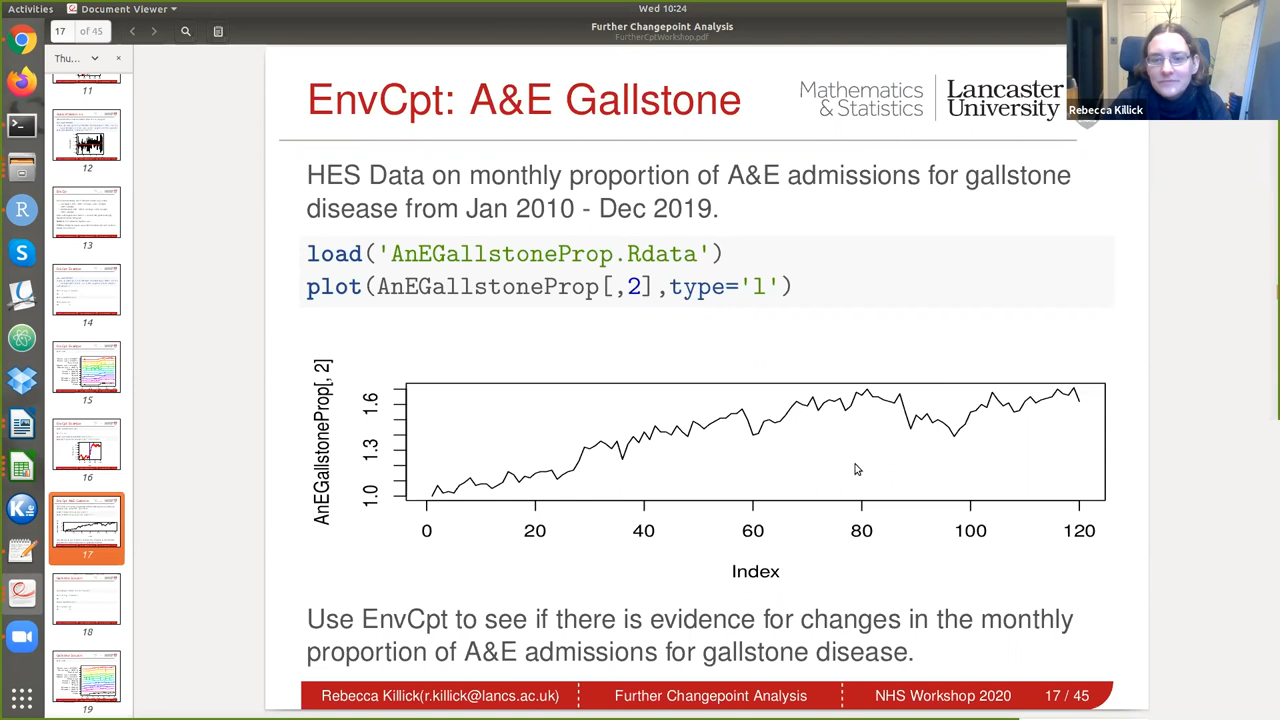 Activities
Document Viewer
Wed 10:24
17
of 45
Further Changepoint Analysis
FurtherCptWorkshop.pdf
Rebecca Killick
Thu...
11
12
13
14
15
16
17
18
19
EnvCpt: A&E Gallstone
Mathematics
& Statistics
Lancaster
University
HES Data on monthly proportion of A&E admissions for gallstone
disease from Jan 2010 - Dec 2019.
load('AnEGallstoneProp.Rdata')
plot(AnEGallstoneProp[,2],type='l')
AnEGallstoneProp[, 2]
1.6
1.3
1.0
0 20 40 60 80 100 120
Index
Use EnvCpt to see if there is evidence for changes in the monthly
proportion of A&E admissions for gallstone disease.
Rebecca Killick(r.killick@lancs.ac.uk)
Further Changepoint Analysis
NHS Workshop 2020
17 / 45